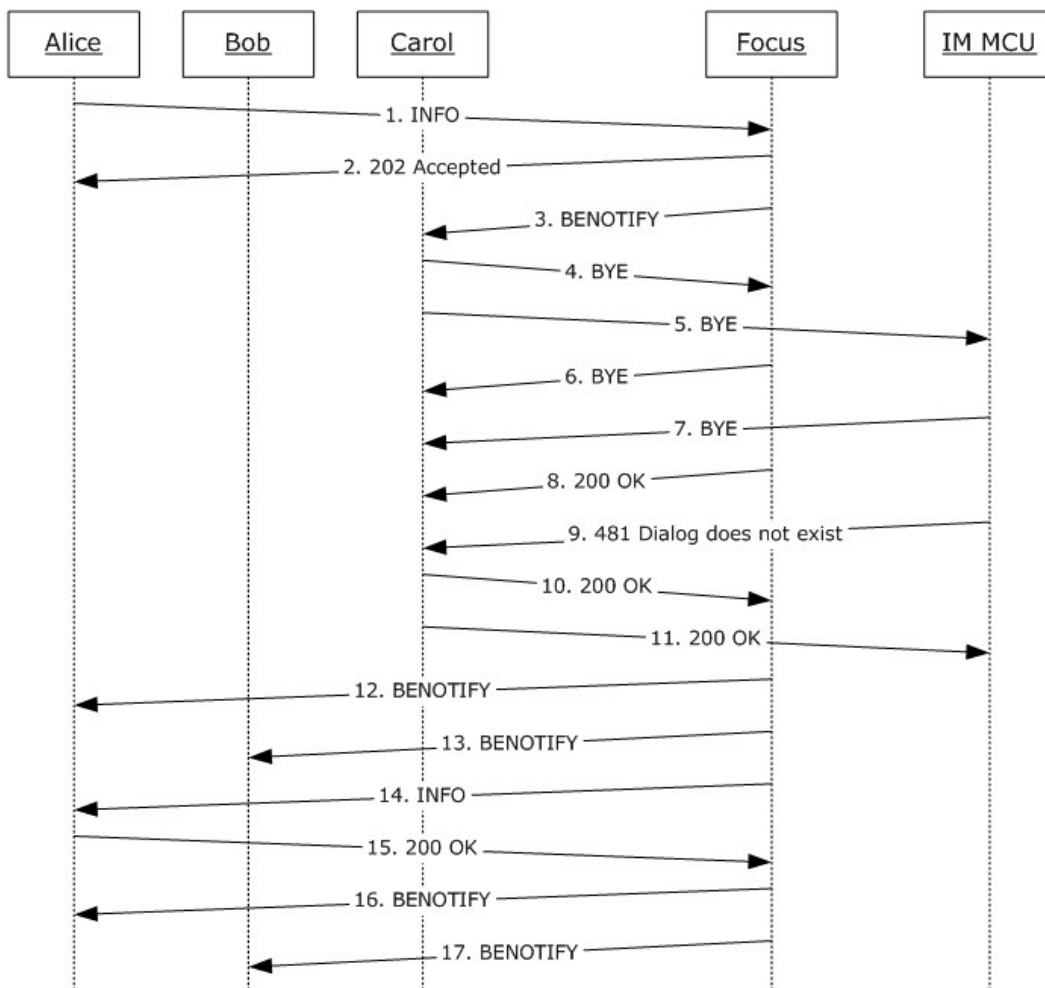 Alice
Bob
Carol
Focus
IM MCU
1. INFO
2. 202 Accepted
3. BENOTIFY
4. BYE
5. BYE
6. BYE
7. BYE
8. 200 OK
9. 481 Dialog does not exist
10. 200 OK
11. 200 OK
12. BENOTIFY
13. BENOTIFY
14. INFO
15. 200 OK
16. BENOTIFY
17. BENOTIFY